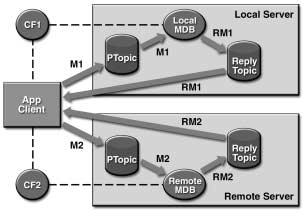 Local Server
CF1
Local
MDB
M1
M1
RM1
PTopic
Reply
Topic
RM1
App
Client
RM2
M2
PTopic
M2
Reply
Topic
RM2
CF2
Remote
MDB
Remote Server